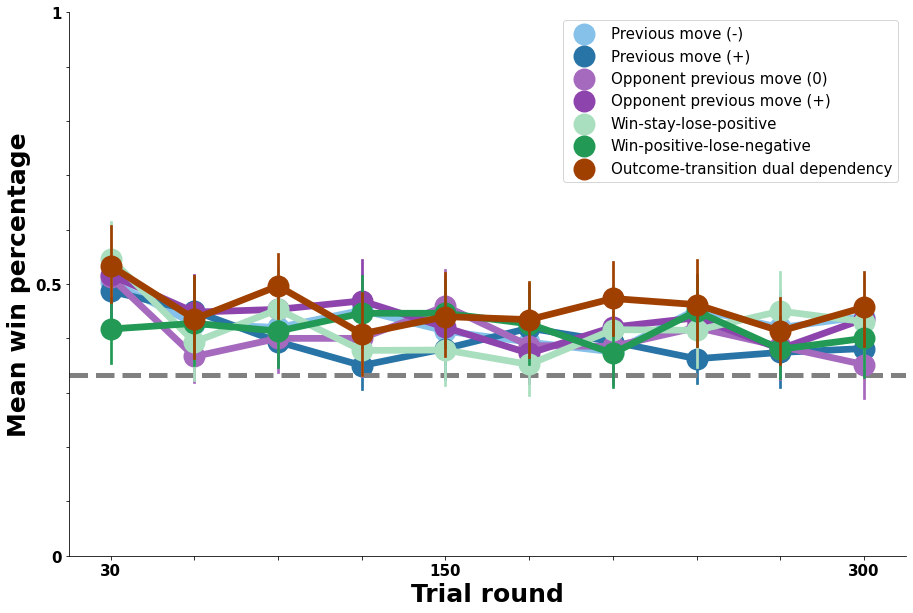 1
0.5
0
Mean win percentage
Previous move (-)
Previous move (+)
Opponent previous move (0)
Opponent previous move (+)
Win-stay-lose-positive
Win-positive-lose-negative
Outcome-transition dual dependency
30
150
300
Trial round